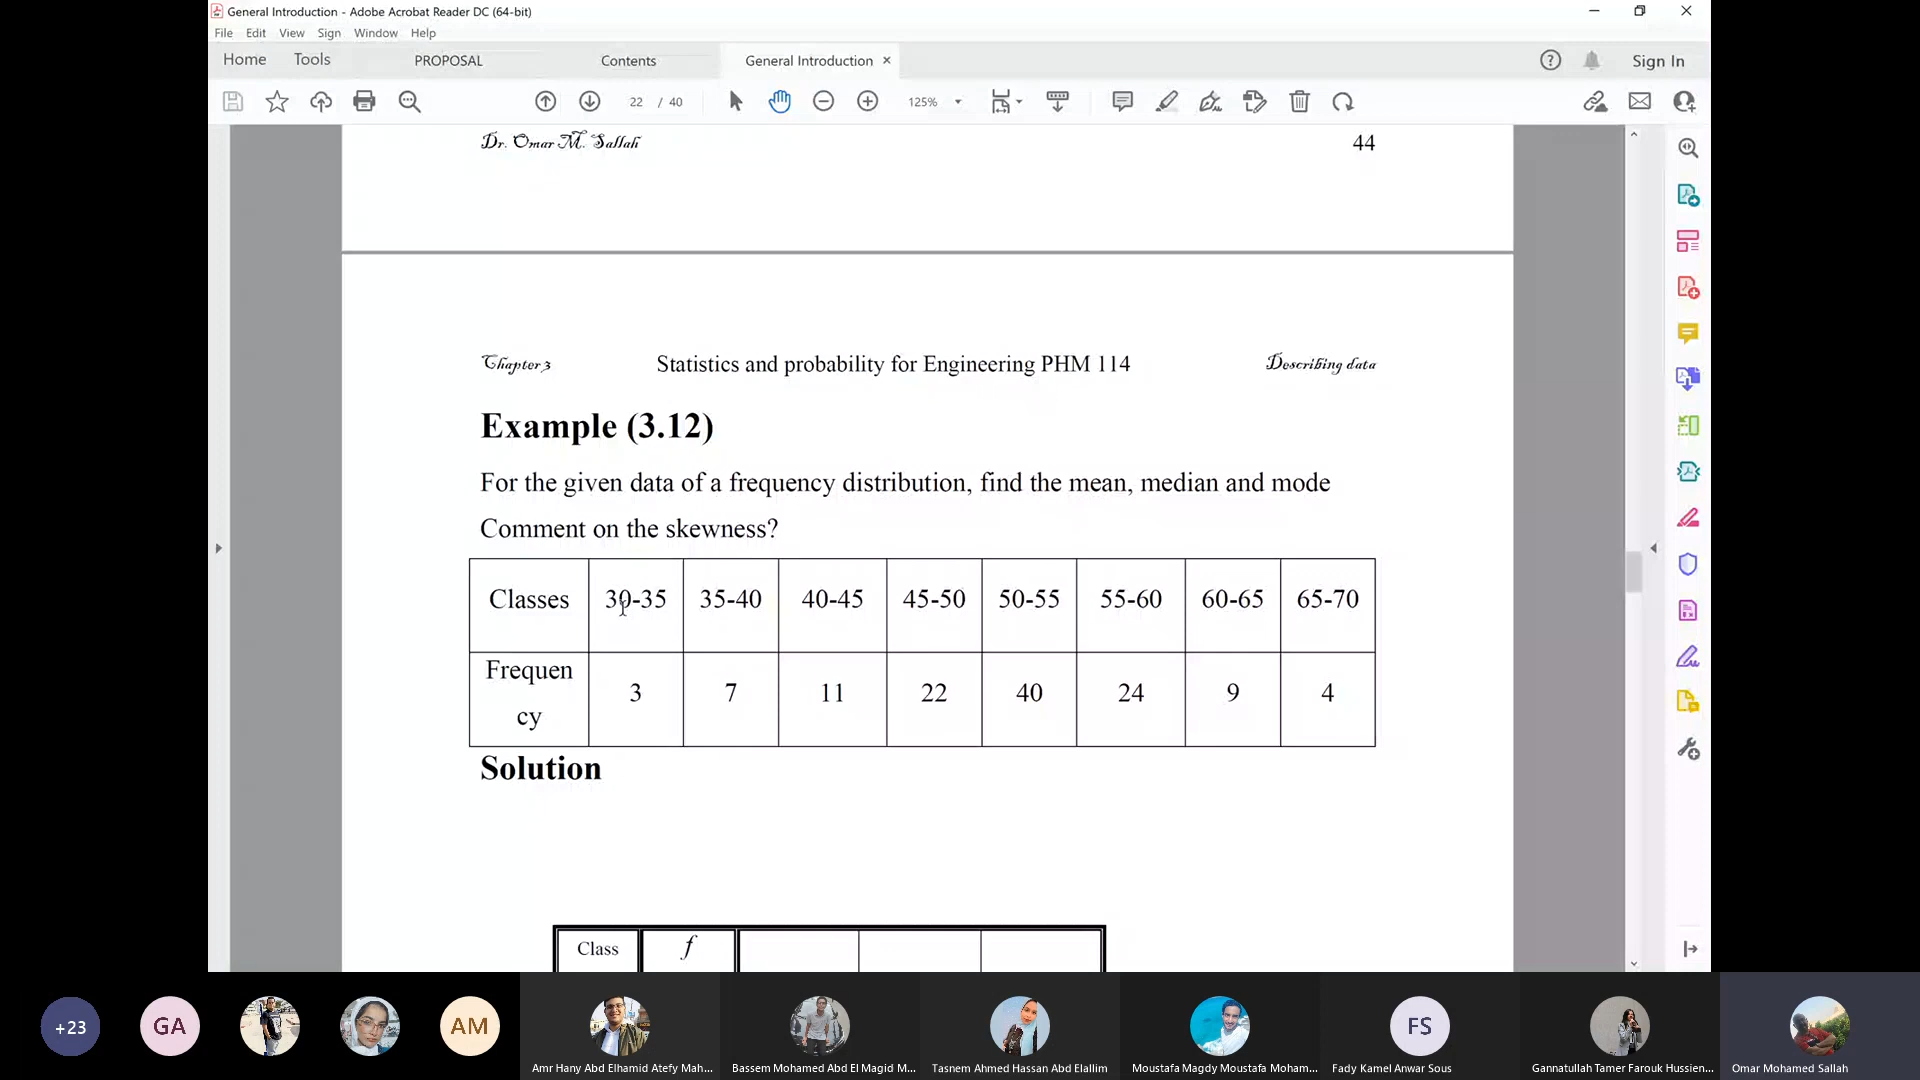 General Introduction - Adobe Acrobat Reader DC (64-bit)
File Edit View Sign Window Help
Home Tools PROPOSAL Contents General Introduction × Sign In
22 / 40 125%
Dr. Omar M. Sallah 44
Chapter 3 Statistics and probability for Engineering PHM 114 Describing data
Example (3.12)
For the given data of a frequency distribution, find the mean, median and mode
Comment on the skewness?
Classes 30-35 35-40 40-45 45-50 50-55 55-60 60-65 65-70
Frequen
cy 3 7 11 22 40 24 9 4
Solution
Class f
+23 GA AM FS
Amr Hany Abd Elhamid Atefy Mah... Bassem Mohamed Abd El Magid M... Tasnem Ahmed Hassan Abd Elallim Moustafa Magdy Moustafa Moham... Fady Kamel Anwar Sous Gannatullah Tamer Farouk Hussien... Omar Mohamed Sallah